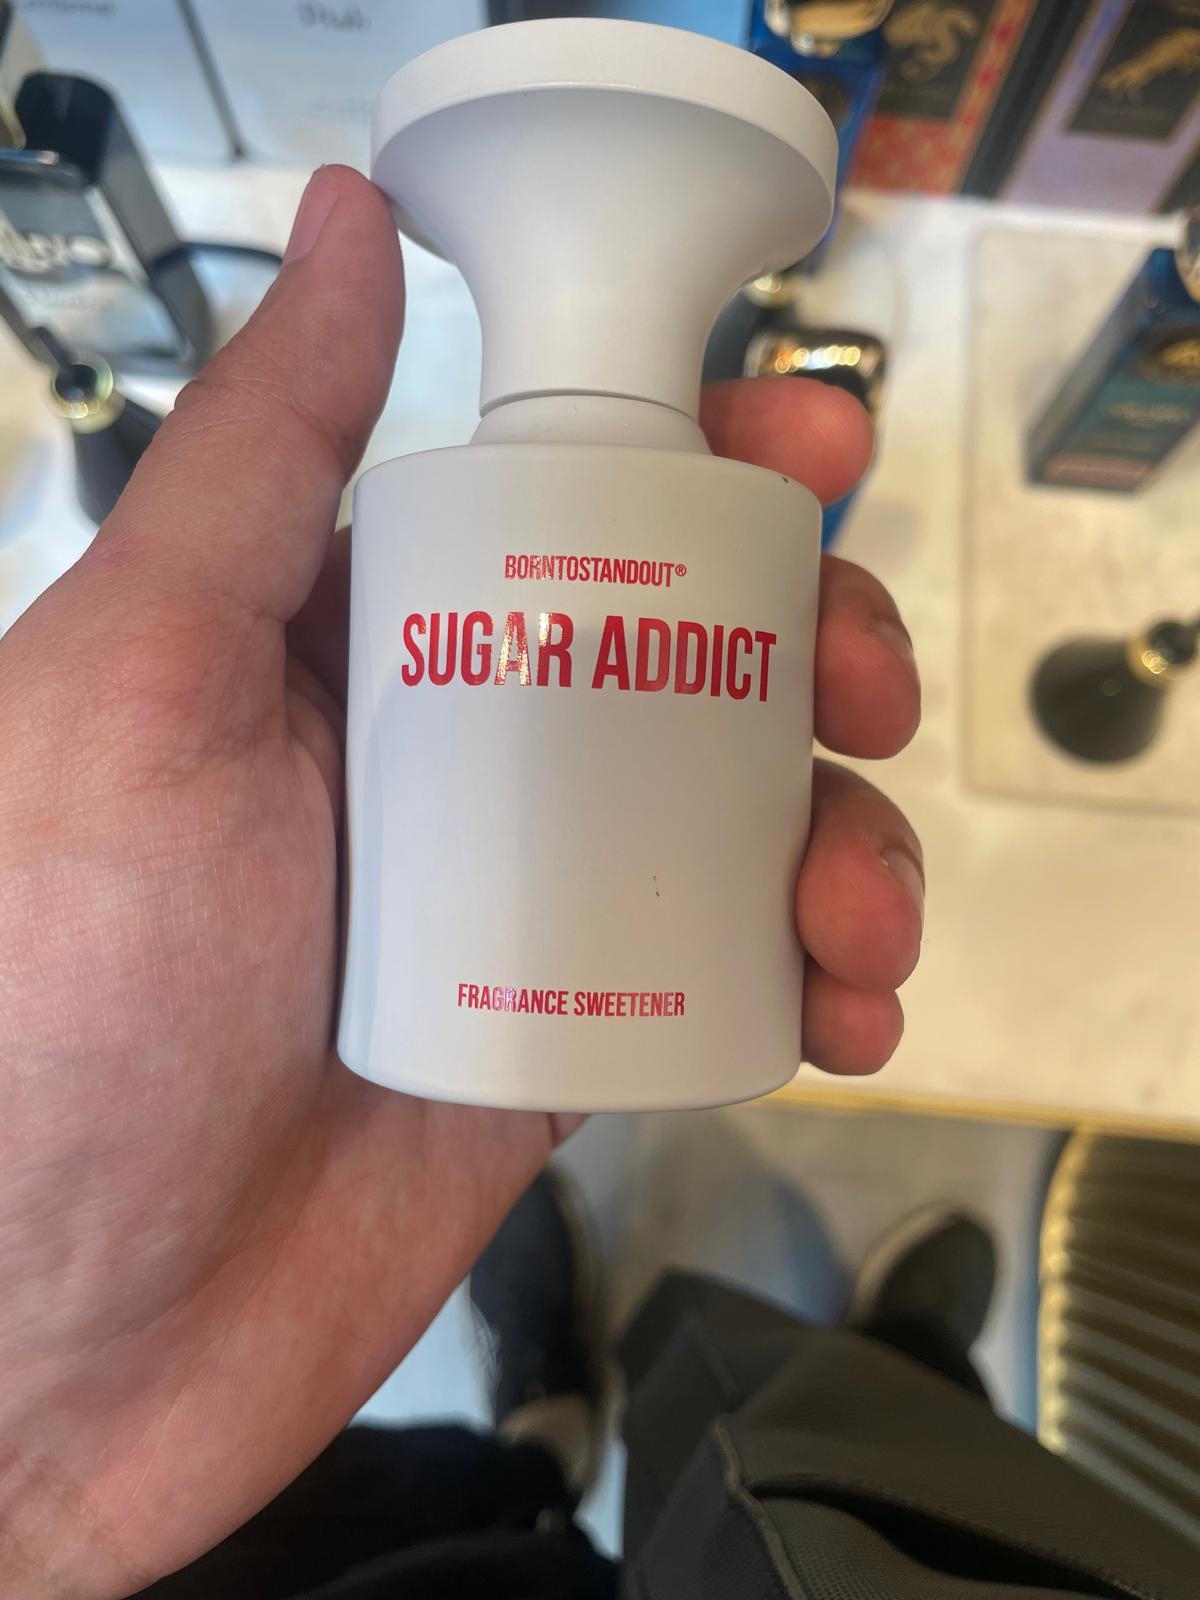 BORNTOSTANDOUT®
SUGAR ADDICT
FRAGRANCE SWEETENER